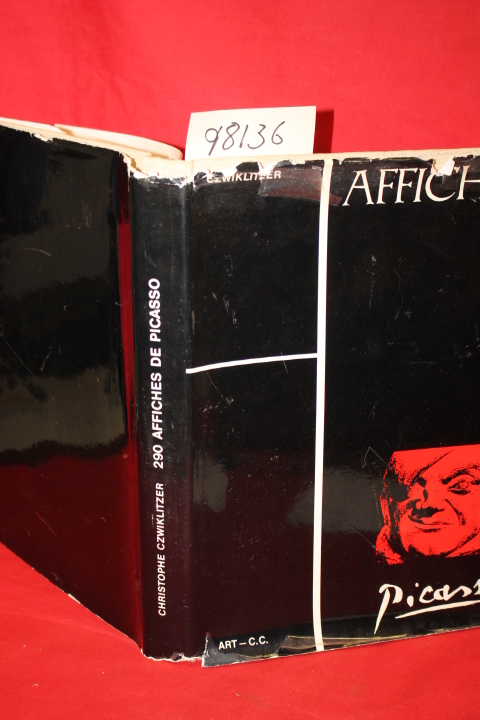 98136
CZWIKLITZER
AFFICH
CHRISTOPHE CZWIKLITZER 290 AFFICHES DE PICASSO
Picass
ART-C.C.